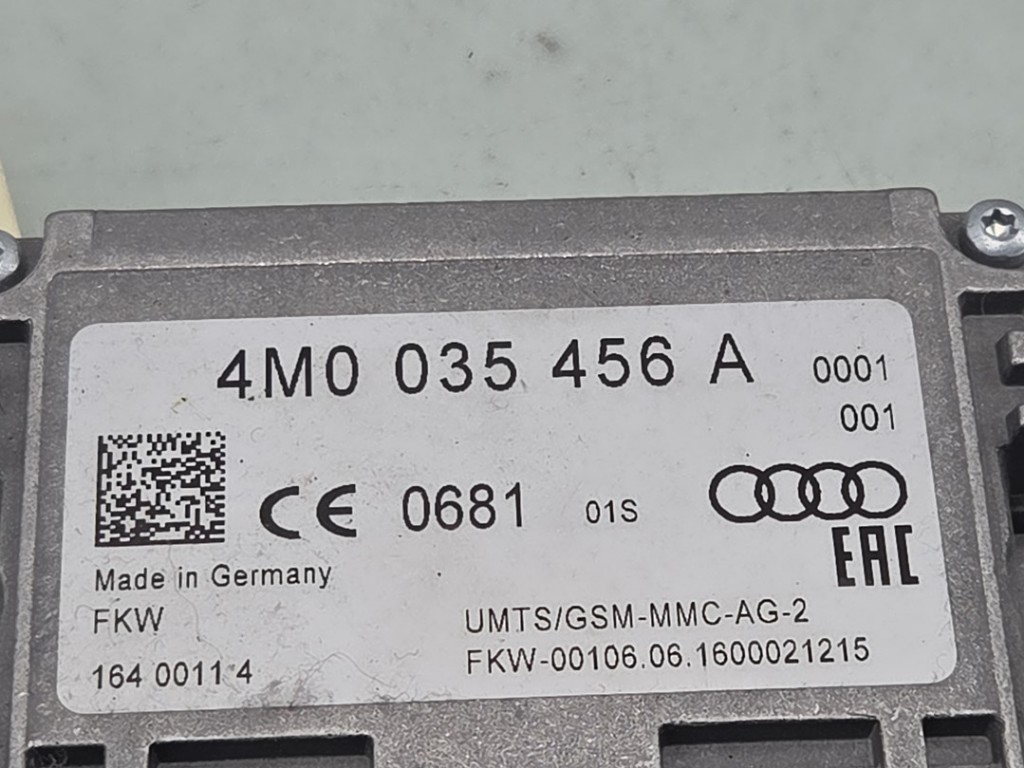 4M0 035 456 A 0001
001
CE 0681 01S
EAC
Made in Germany
FKW
UMTS/GSM-MMC-AG-2
164 0011 4
FKW-00106.06.1600021215